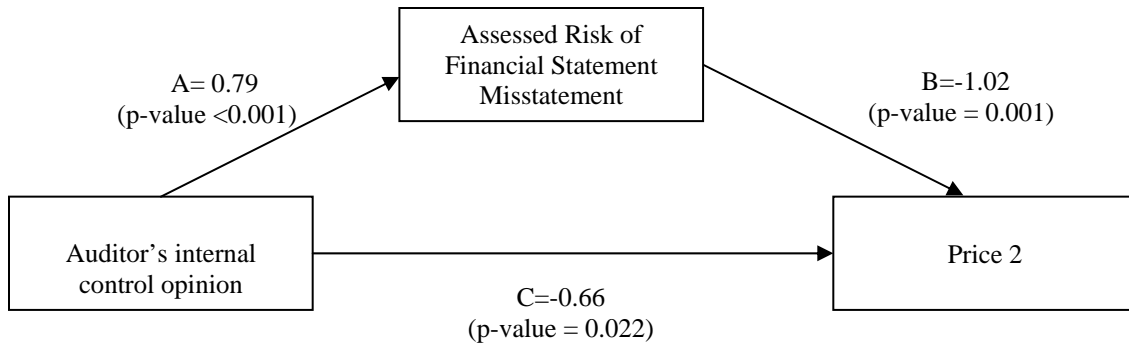 Assessed Risk of
Financial Statement
Misstatement
A= 0.79
(p-value <0.001)
B=-1.02
(p-value = 0.001)
Auditor’s internal
control opinion
Price 2
C=-0.66
(p-value = 0.022)